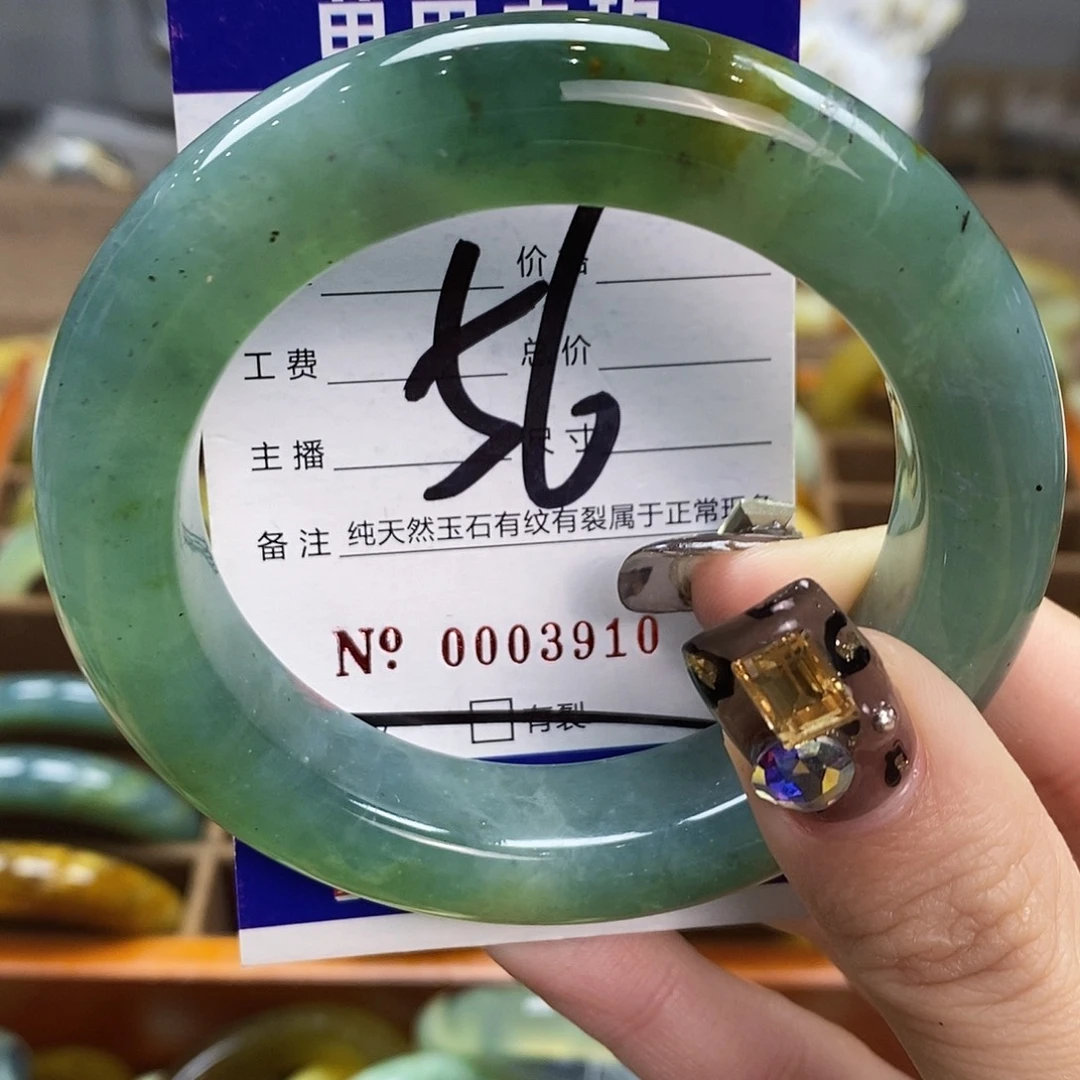 价格
工费 总价
主播 尺寸
56
备注 纯天然玉石有纹有裂属于正常现象
Nº 0003910
有裂